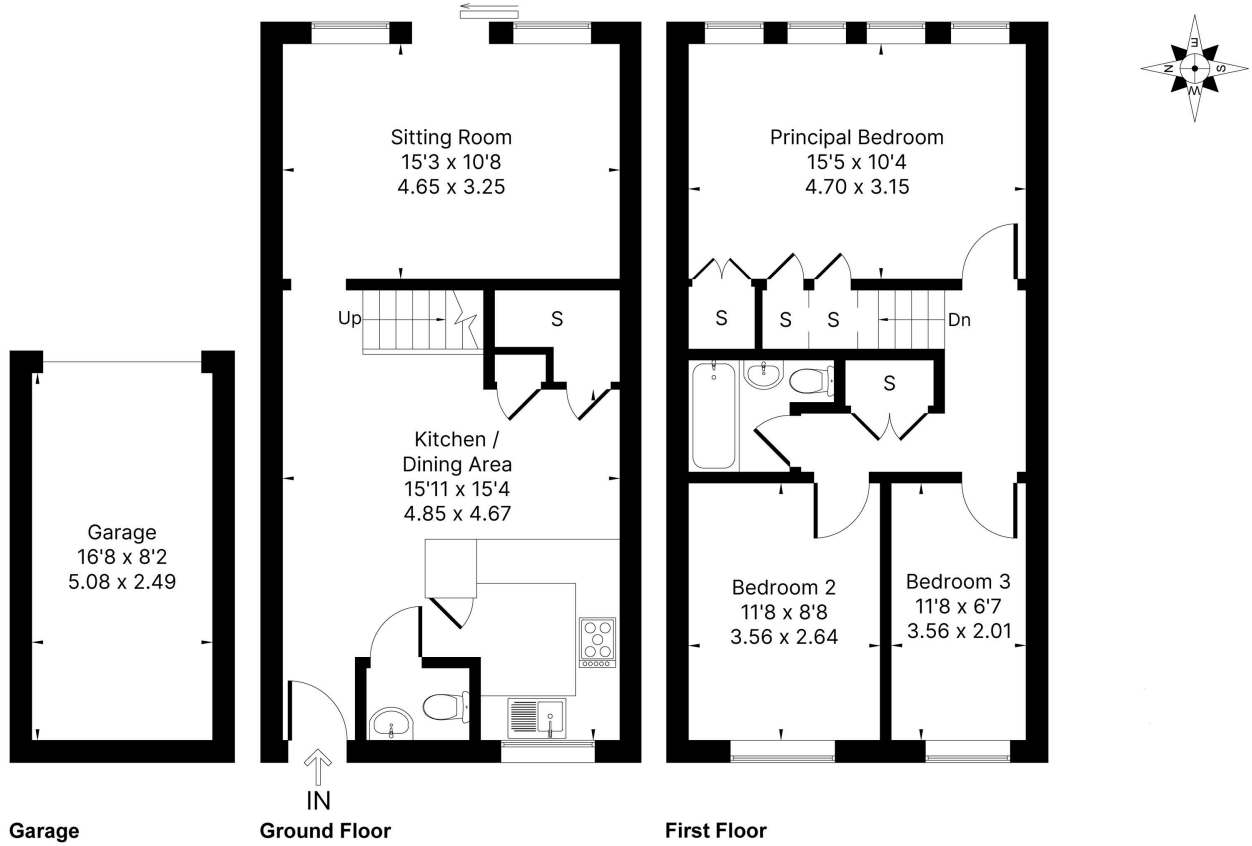 E
N
S
W
Sitting Room
15'3 x 10'8
4.65 x 3.25
Principal Bedroom
15'5 x 10'4
4.70 x 3.15
Up
S
S
S
S
Dn
S
Kitchen /
Dining Area
15'11 x 15'4
4.85 x 4.67
Garage
16'8 x 8'2
5.08 x 2.49
Bedroom 2
11'8 x 8'8
3.56 x 2.64
Bedroom 3
11'8 x 6'7
3.56 x 2.01
IN
Garage
Ground Floor
First Floor